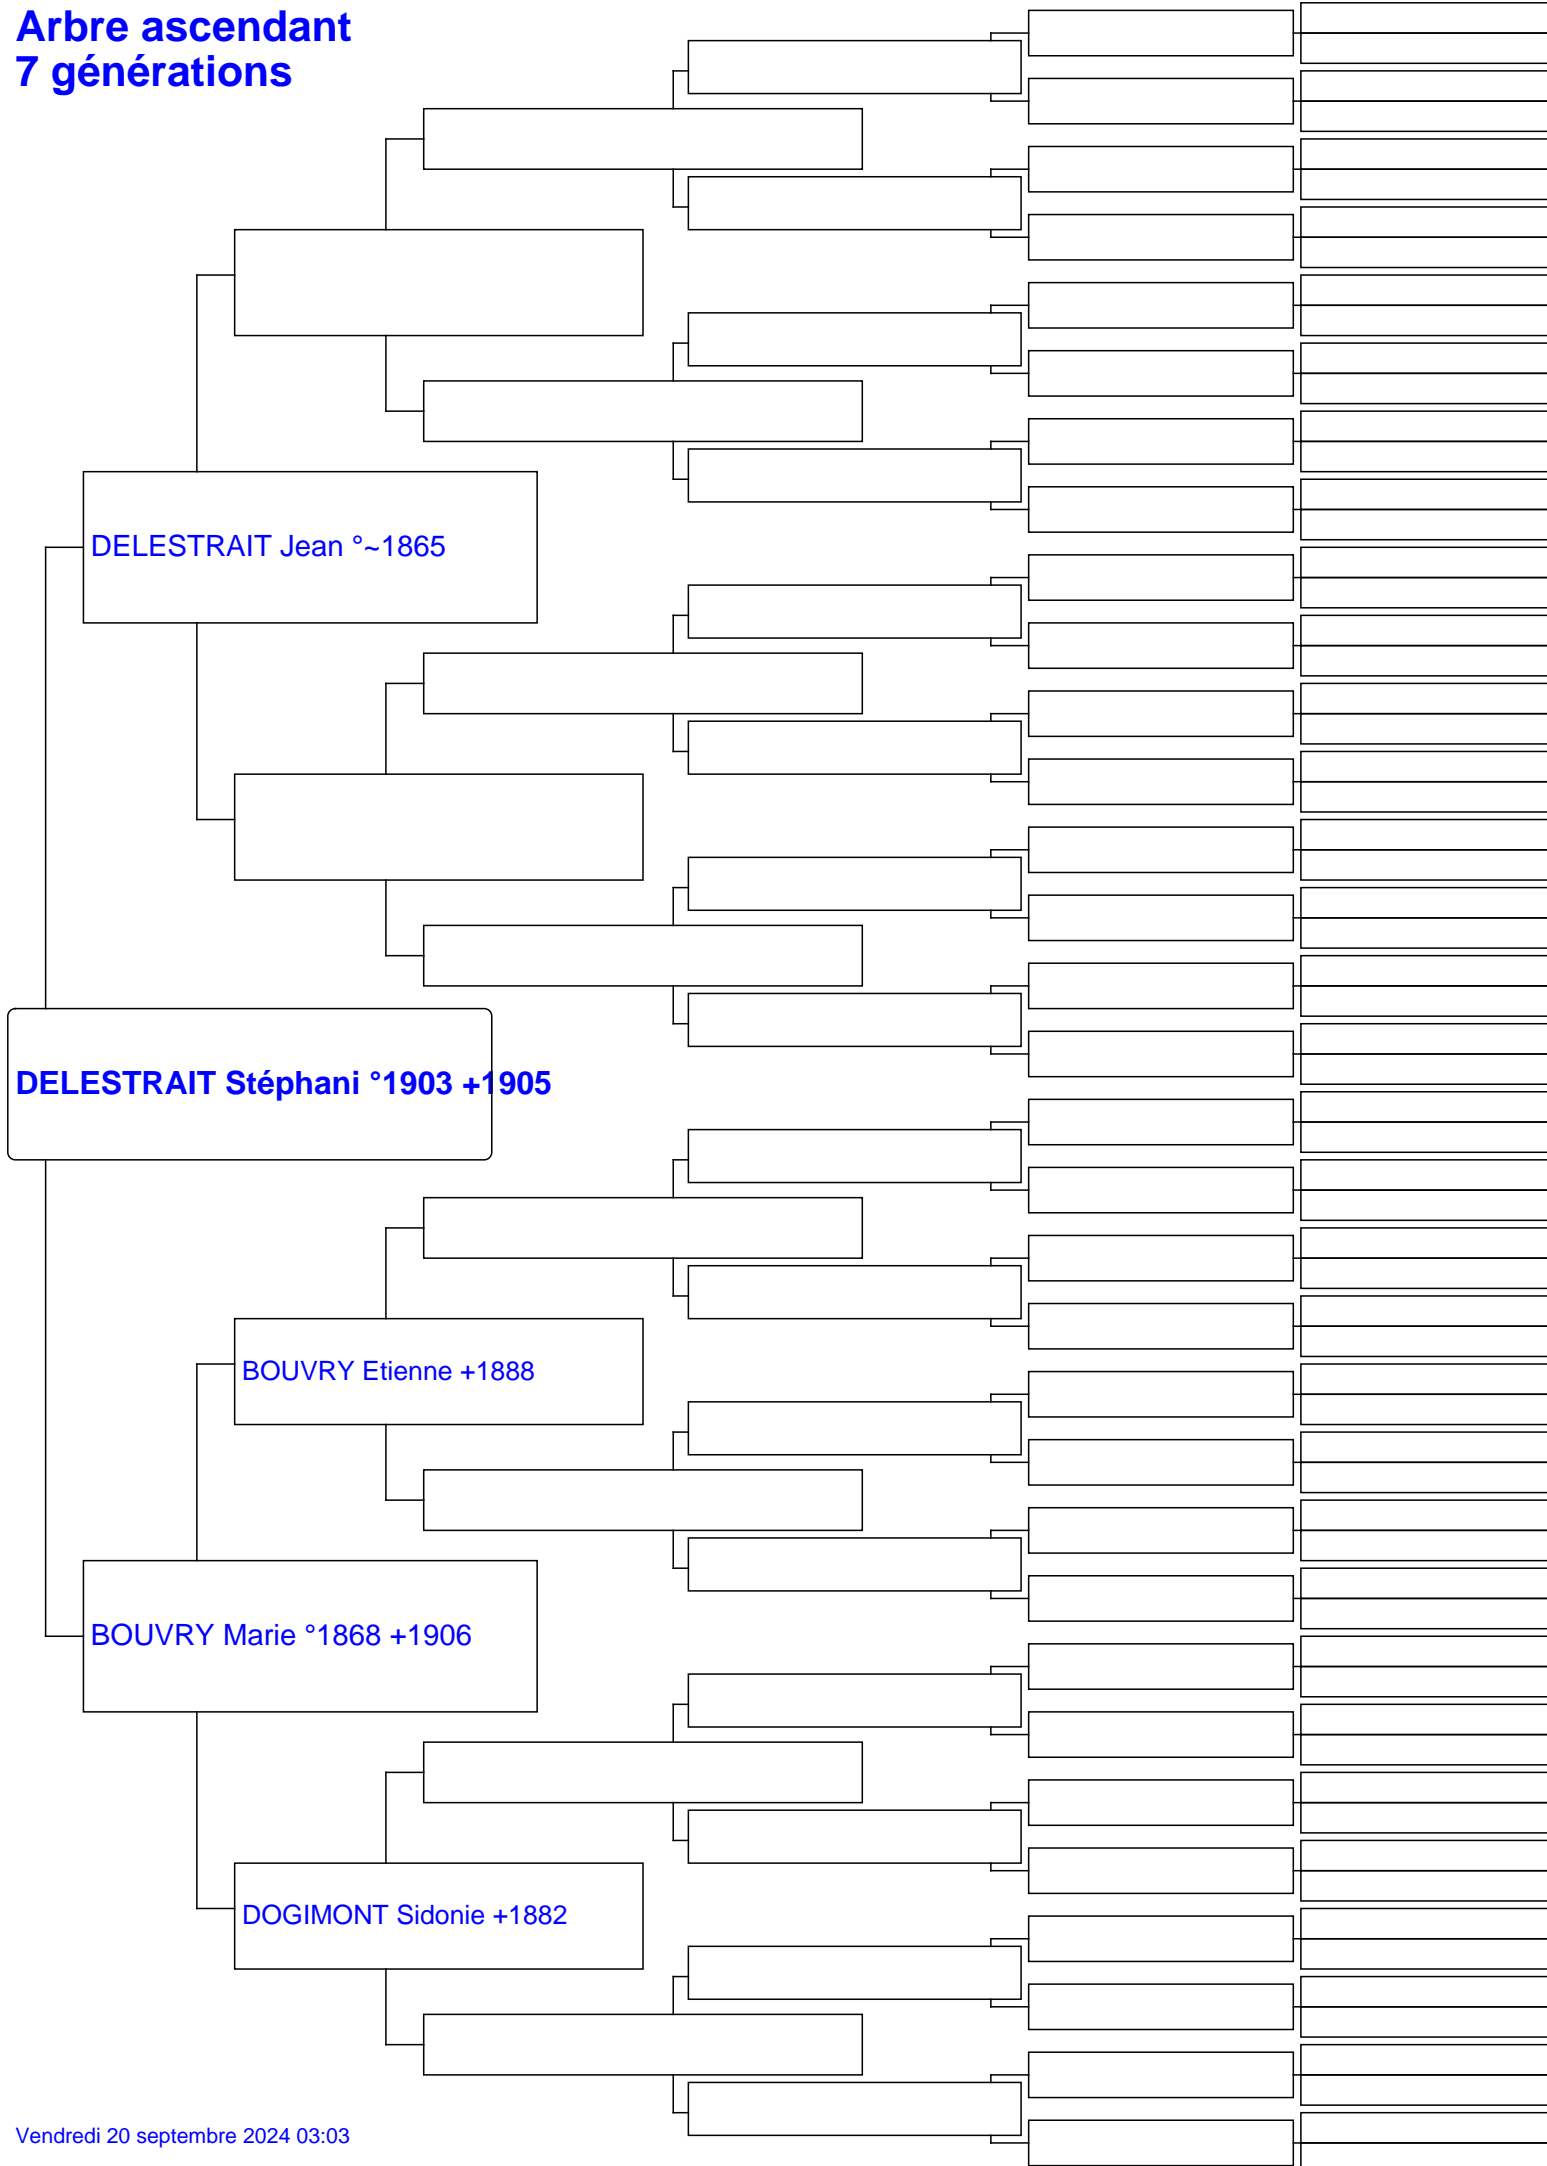 Arbre ascendant
7 générations
DELESTRAIT Jean °~1865
DELESTRAIT Stéphani °1903 +1905
BOUVRY Etienne +1888
BOUVRY Marie °1868 +1906
DOGIMONT Sidonie +1882
Vendredi 20 septembre 2024 03:03